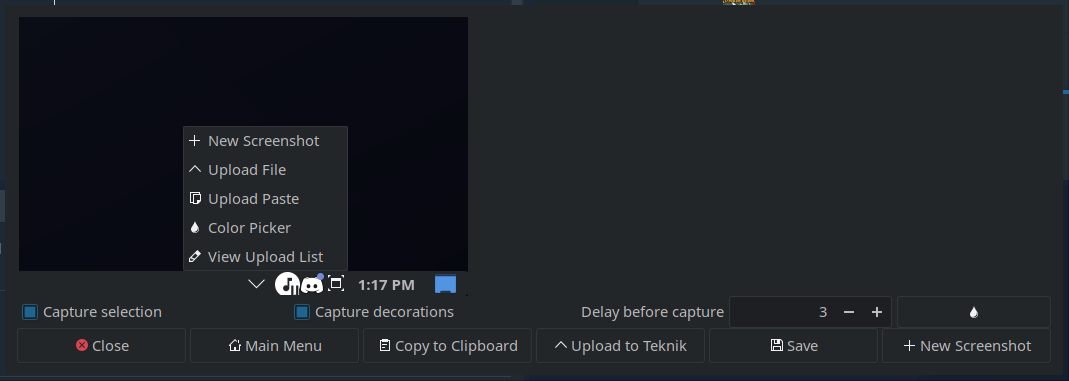 New Screenshot
Upload File
Upload Paste
Color Picker
View Upload List
1:17 PM
Capture selection Capture decorations Delay before capture 3
Close Main Menu Copy to Clipboard Upload to Teknik Save New Screenshot